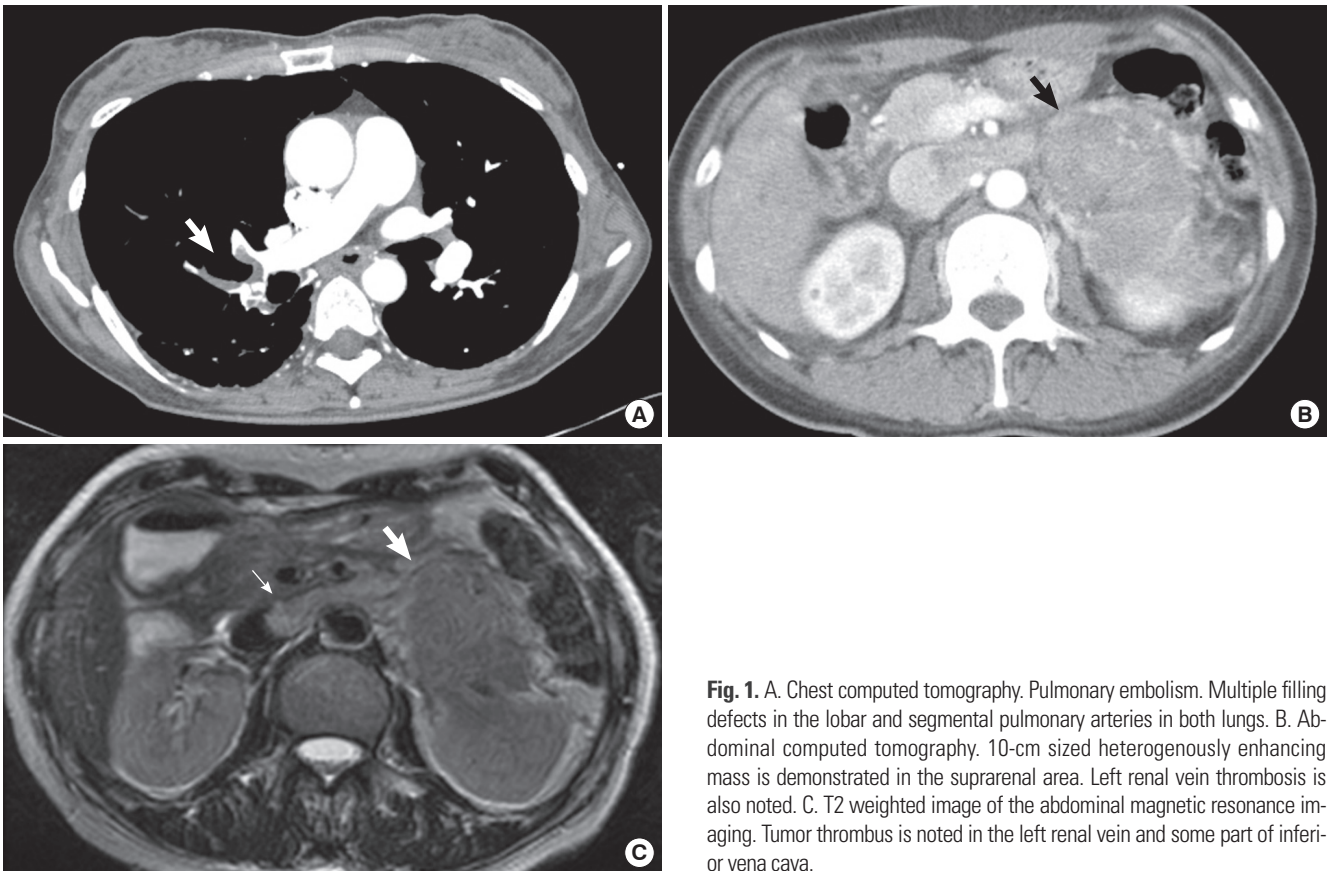 A
B
C
Fig. 1. A. Chest computed tomography. Pulmonary embolism. Multiple filling
defects in the lobar and segmental pulmonary arteries in both lungs. B. Ab-
dominal computed tomography. 10-cm sized heterogenously enhancing
mass is demonstrated in the suprarenal area. Left renal vein thrombosis is
also noted. C. T2 weighted image of the abdominal magnetic resonance im-
aging. Tumor thrombus is noted in the left renal vein and some part of inferi-
or vena cava.